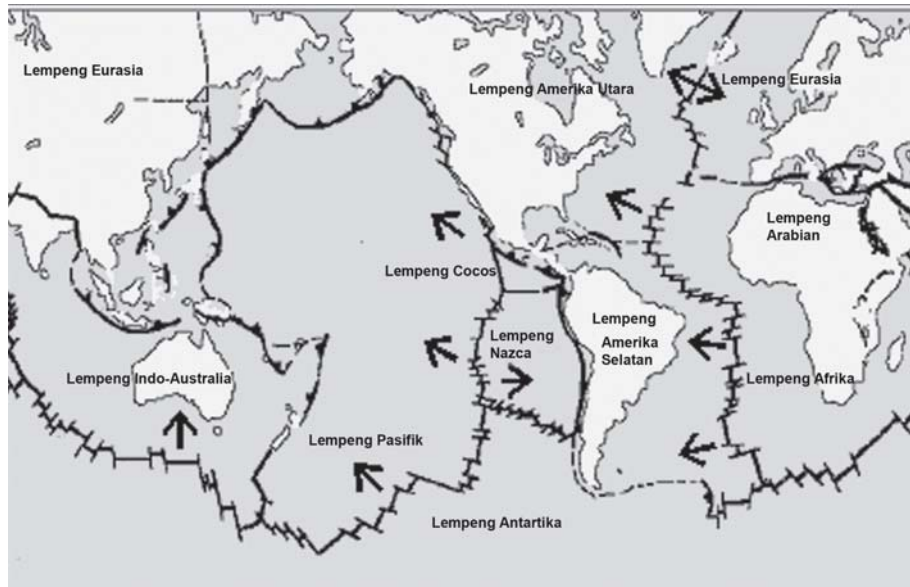 Lempeng Eurasia
Lempeng Amerika Utara
Lempeng Eurasia
Lempeng
Arabian
Lempeng Cocos
Lempeng
Nazca
Lempeng
Amerika
Selatan
Lempeng Indo-Australia
Lempeng Afrika
Lempeng Pasifik
Lempeng Antartika